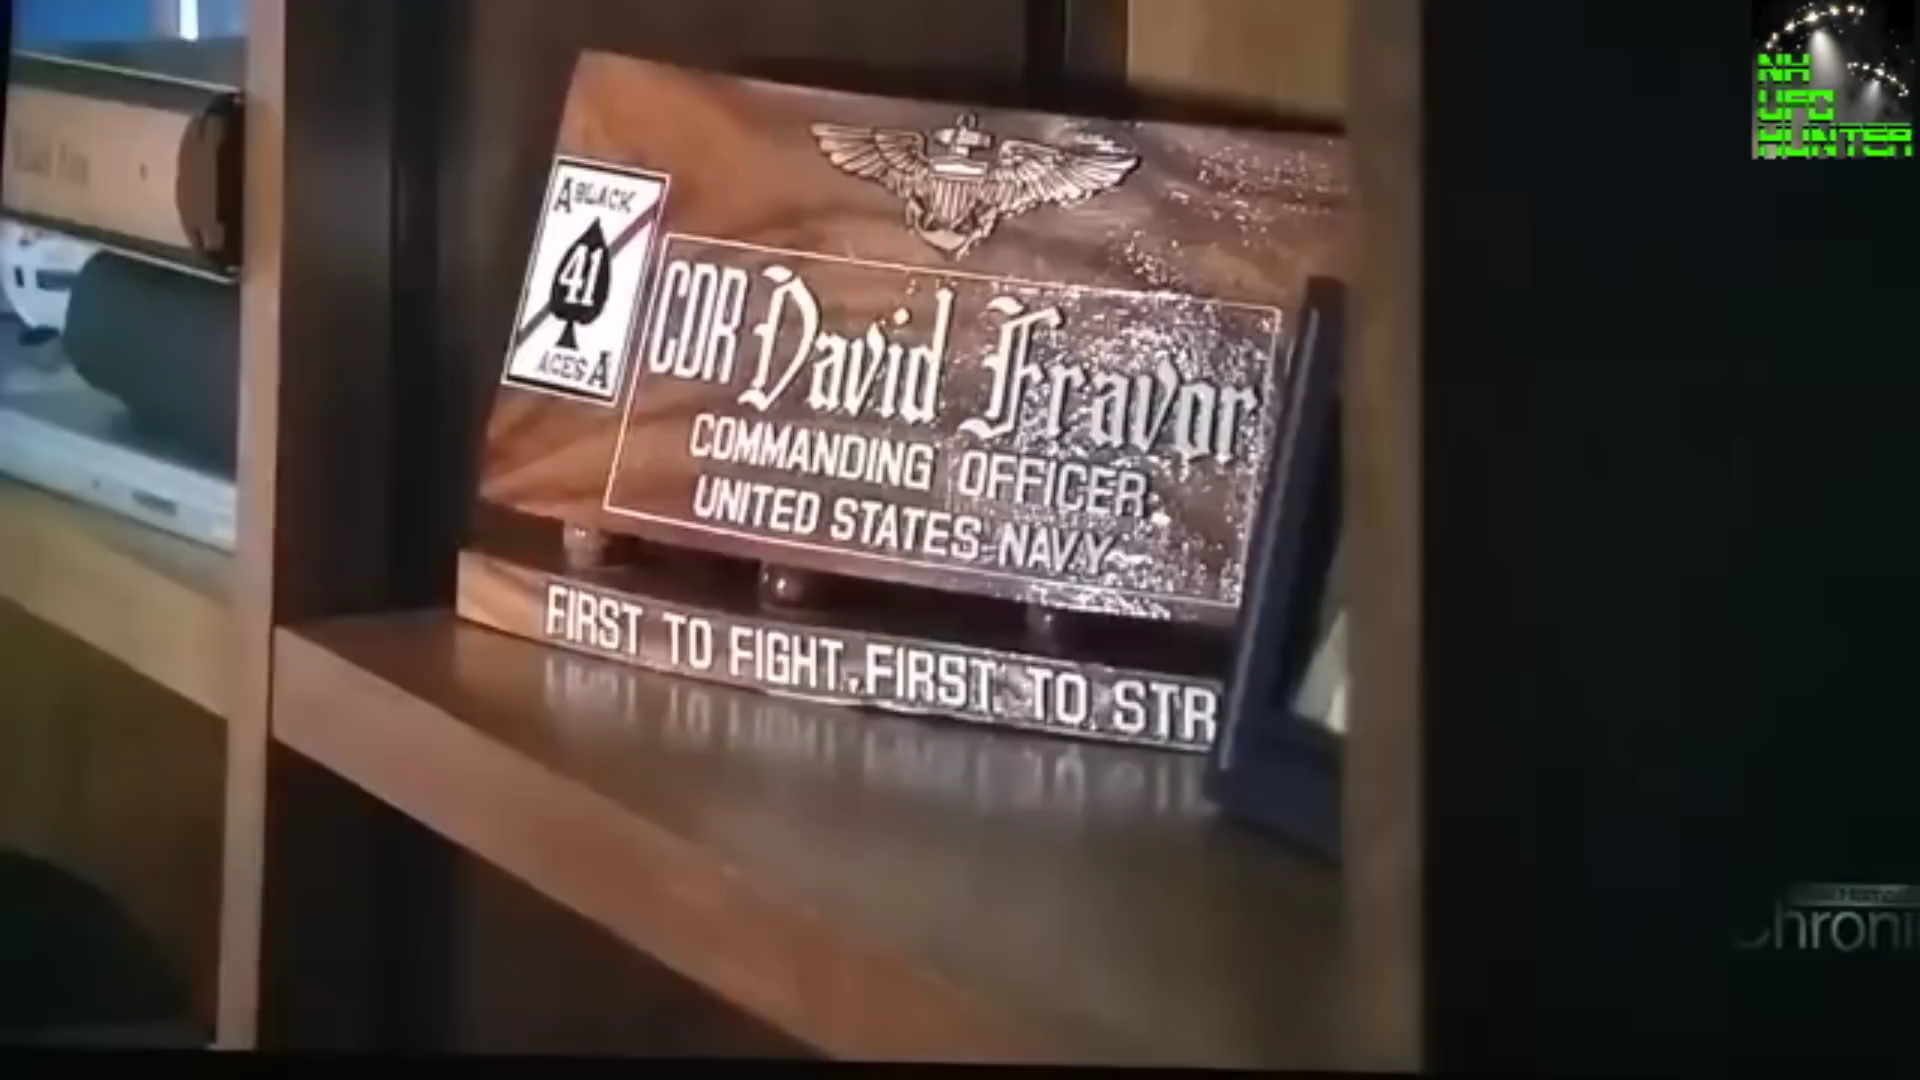 NH
UFO
HUNTER
A BLACK
41
ACES A
CDR David Fravor
COMMANDING OFFICER
UNITED STATES NAVY
FIRST TO FIGHT, FIRST TO STR
Chroni